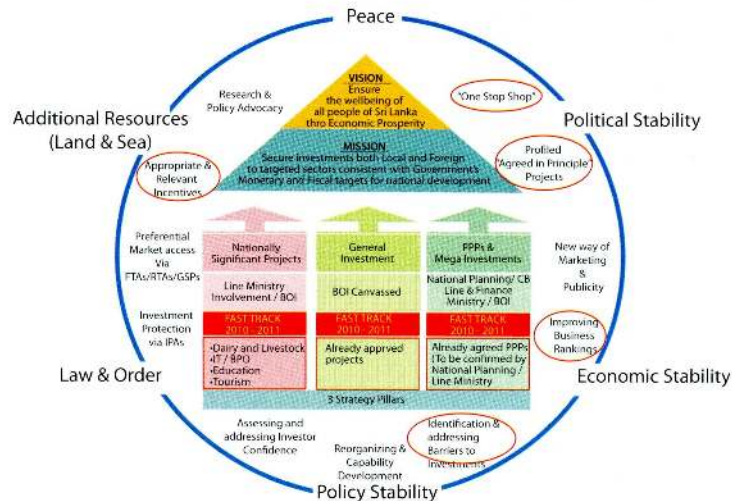 Peace
Research &
Policy Advocacy
VISION
Ensure
the wellbeing of
all people of Sri Lanka
thro Economic Prosperity
"One Stop Shop"
Additional Resources
(Land & Sea)
Political Stability
MISSION
Secure investments both Local and Foreign
to targeted sectors consistent with Government's
Monetary and Fiscal targets for national development
Appropriate &
Relevant
Incentives
Profiled
"Agreed in Principle"
Projects
Preferential
Market access
Via
FTAs/RTAs/GSPs
Nationally
Significant Projects
General
Investment
PPPs &
Mega Investments
New way of
Marketing
&
Publicity
Line Ministry
Involvement / BOI
BOI Canvassed
National Planning/ CB
Line & Finance
Ministry / BOI
Investment
Protection
via IPAs
FAST TRACK
2010 - 2011
FAST TRACK
2010 - 2011
FAST TRACK
2010 - 2011
Improving
Business
Rankings
•Dairy and Livestock
•IT / BPO
•Education
•Tourism
Already apprved
projects
Already agreed PPPs
(To be confirmed by
National Planning /
Line Ministry
Law & Order
Economic Stability
3 Strategy Pillars
Assessing and
addressing Investor
Confidence
Reorganizing &
Capability
Development
Identification &
addressing
Barriers to
Investments
Policy Stability